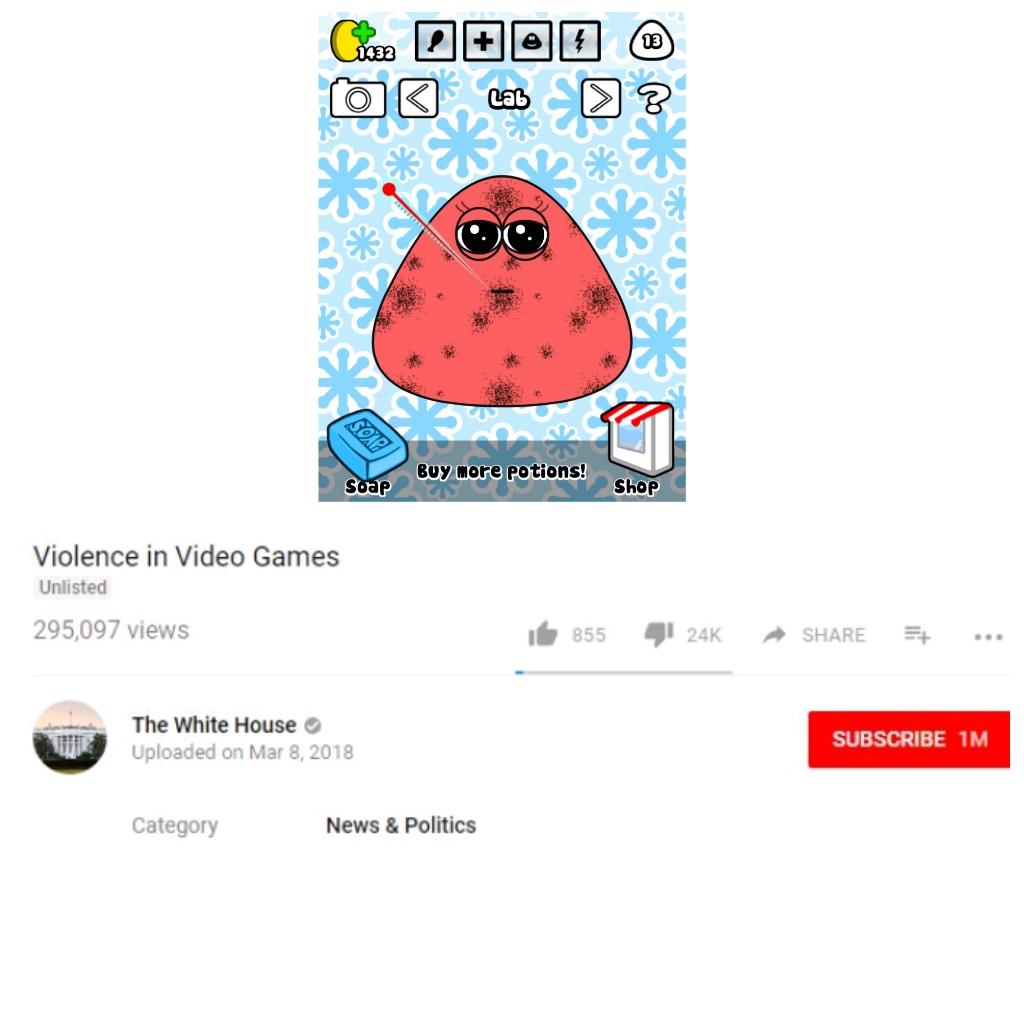 1432
13
Lab
?
SOAP
Buy more potions!
Soap
Shop
Violence in Video Games
Unlisted
295,097 views
855
24K
SHARE
The White House
Uploaded on Mar 8, 2018
SUBSCRIBE 1M
Category
News & Politics